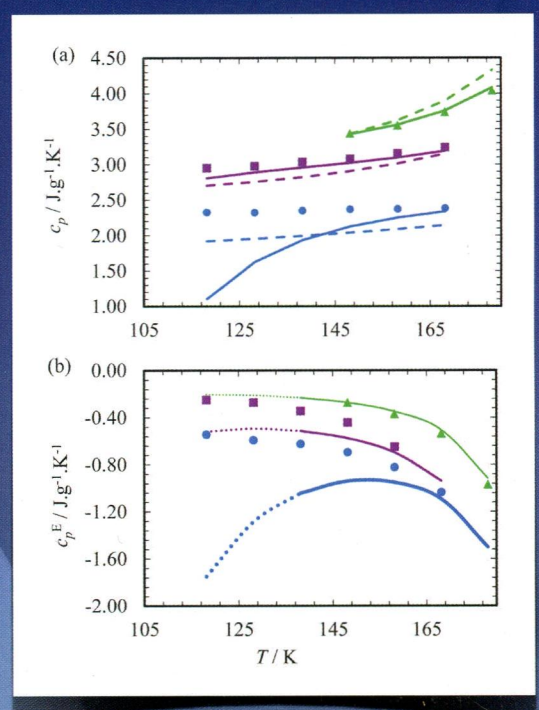 (a)
4.50
4.00
3.50
3.00
2.50
2.00
1.50
1.00
c_p / J.g⁻¹.K⁻¹
105 125 145 165
(b)
0.00
-0.40
-0.80
-1.20
-1.60
-2.00
c_p^E / J.g⁻¹.K⁻¹
105 125 145 165
T / K